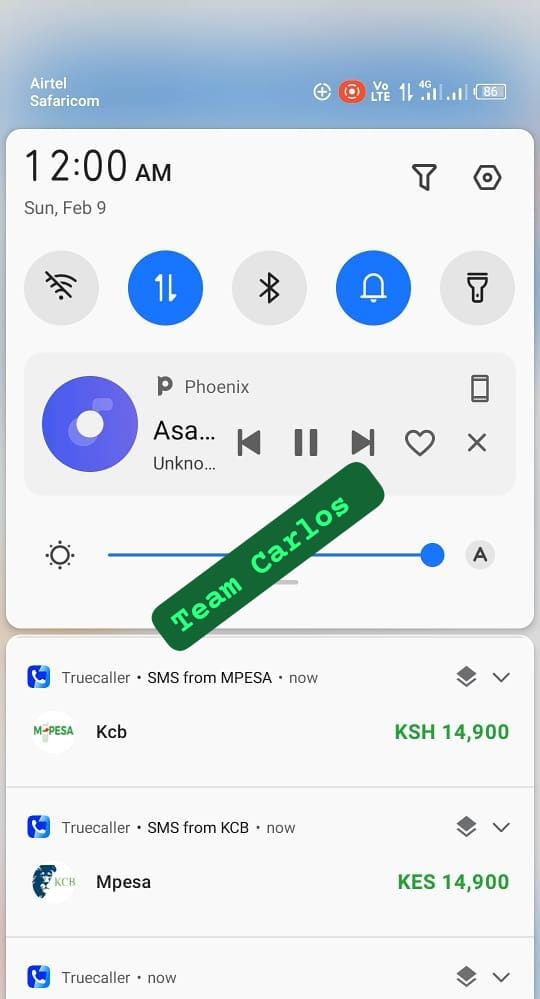 Airtel
Safaricom
Vo
LTE
4G
86
12:00 AM
Sun, Feb 9
Phoenix
Asa...
Unkno...
A
Team Carlos
Truecaller • SMS from MPESA • now
M-PESA
Kcb
KSH 14,900
Truecaller • SMS from KCB • now
KCB
Mpesa
KES 14,900
Truecaller • now